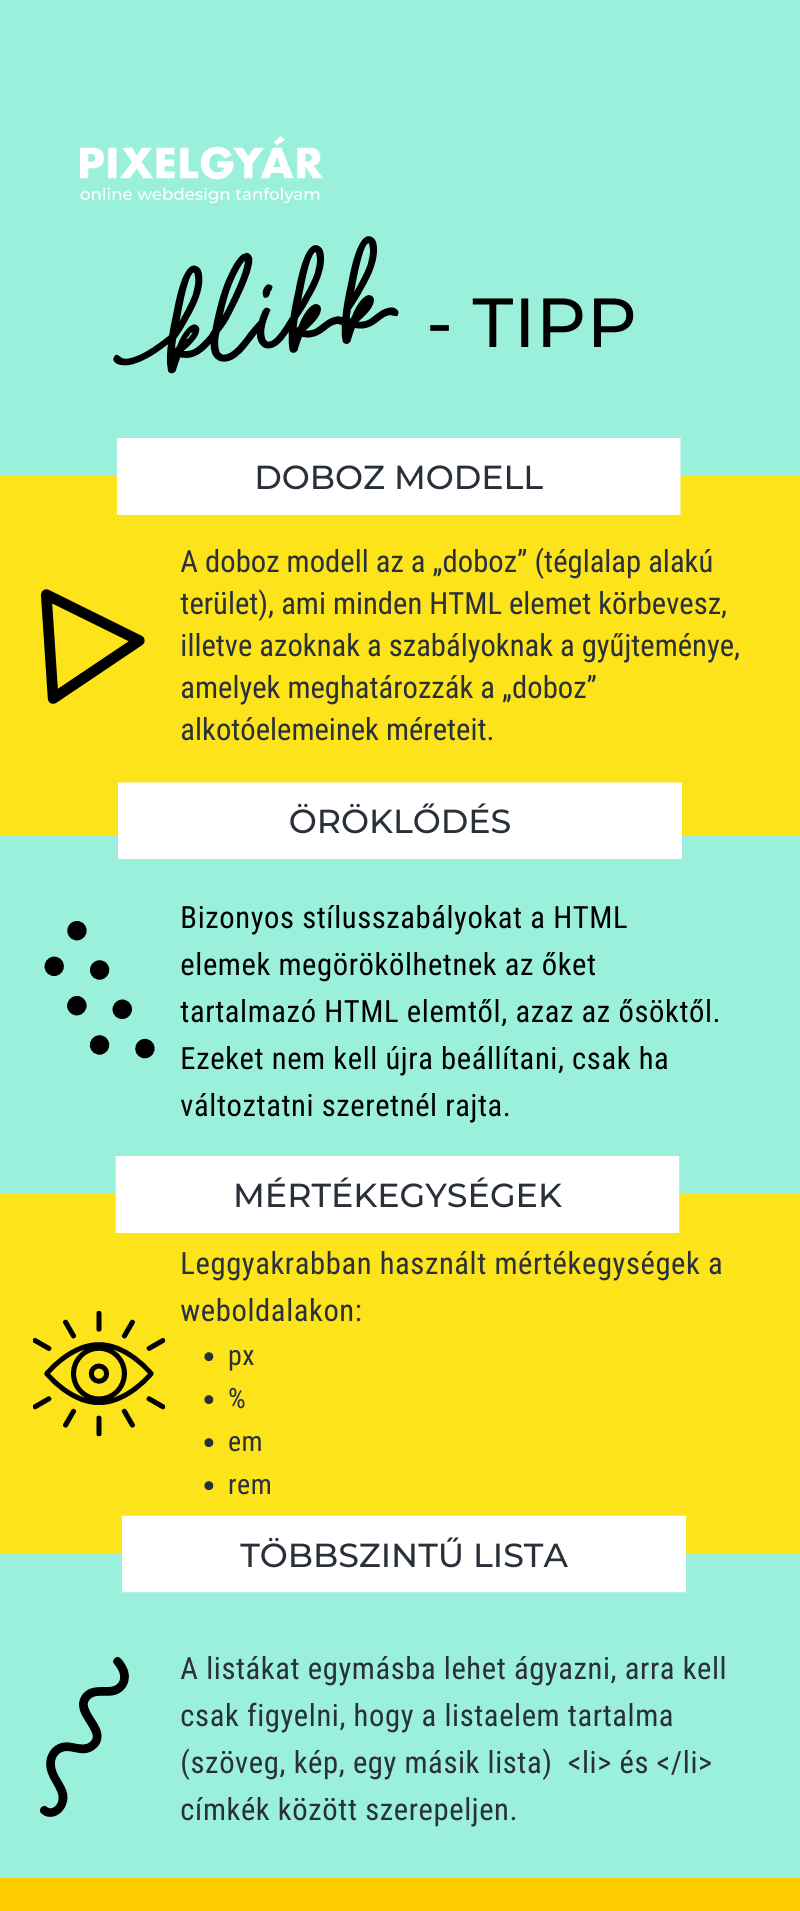 PIXELGYÁR
online webdesign tanfolyam
klikk - TIPP
DOBOZ MODELL
A doboz modell az a „doboz” (téglalap alakú
terület), ami minden HTML elemet körbevesz,
illetve azoknak a szabályoknak a gyűjteménye,
amelyek meghatározzák a „doboz”
alkotóelemeinek méreteit.
ÖRÖKLŐDÉS
Bizonyos stílusszabályokat a HTML
elemek megörökölhetnek az őket
tartalmazó HTML elemtől, azaz az ősöktől.
Ezeket nem kell újra beállítani, csak ha
változtatni szeretnél rajta.
MÉRTÉKEGYSÉGEK
Leggyakrabban használt mértékegységek a
weboldalakon:
• px
• %
• em
• rem
TÖBBSZINTŰ LISTA
A listákat egymásba lehet ágyazni, arra kell
csak figyelni, hogy a listaelem tartalma
(szöveg, kép, egy másik lista)  <li> és </li>
címkék között szerepeljen.